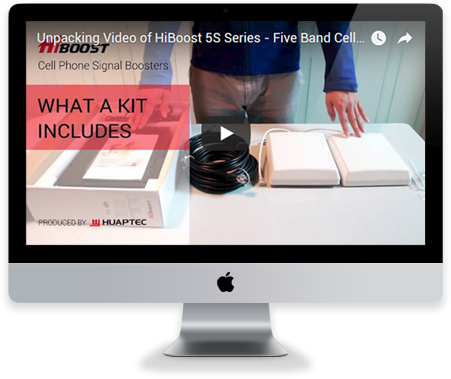 Unpacking Video of HiBoost 5S Series - Five Band Cell...
HiBOOST
Cell Phone Signal Boosters
WHAT A KIT
INCLUDES
PRODUCED BY HUAPTEC